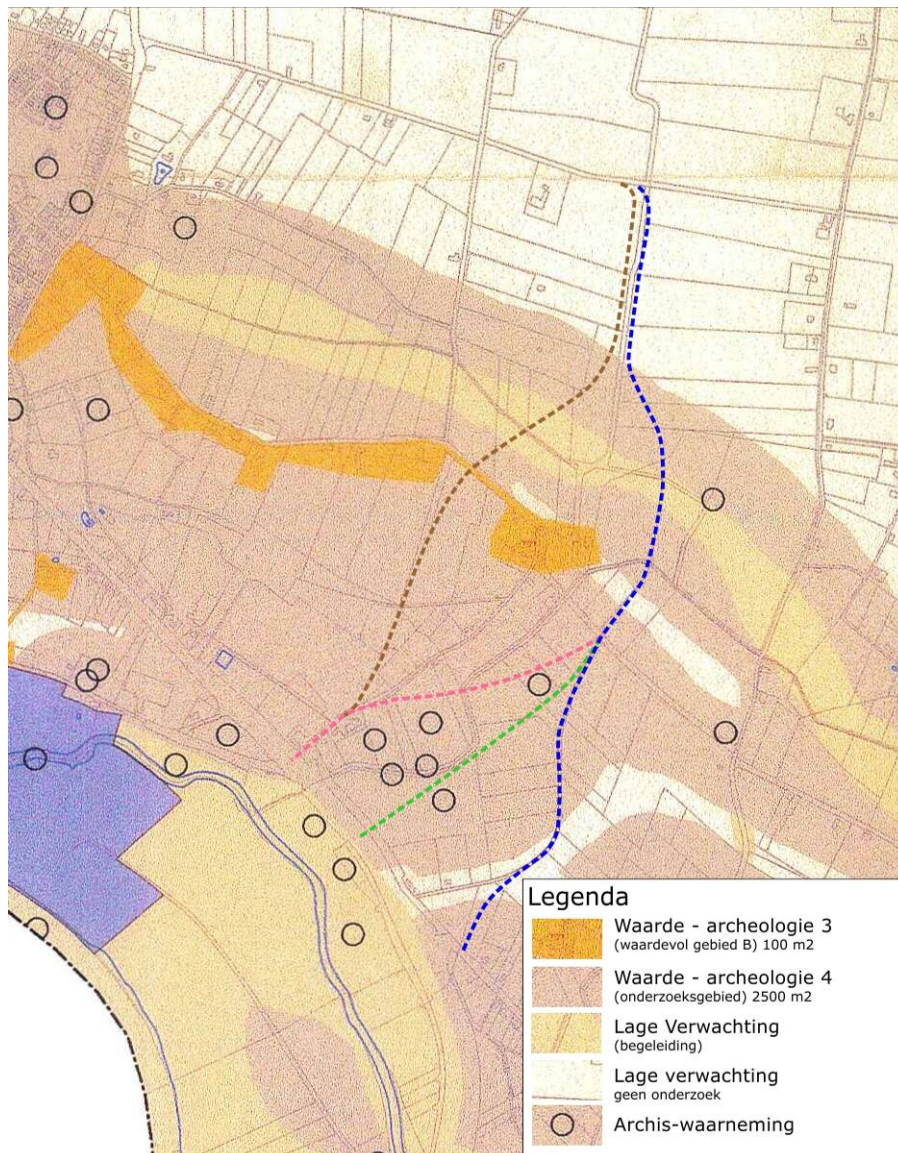 Legenda
Waarde - archeologie 3
(waardevol gebied B) 100 m2
Waarde - archeologie 4
(onderzoeksgebied) 2500 m2
Lage Verwachting
(begeleiding)
Lage verwachting
geen onderzoek
Archis-waarneming